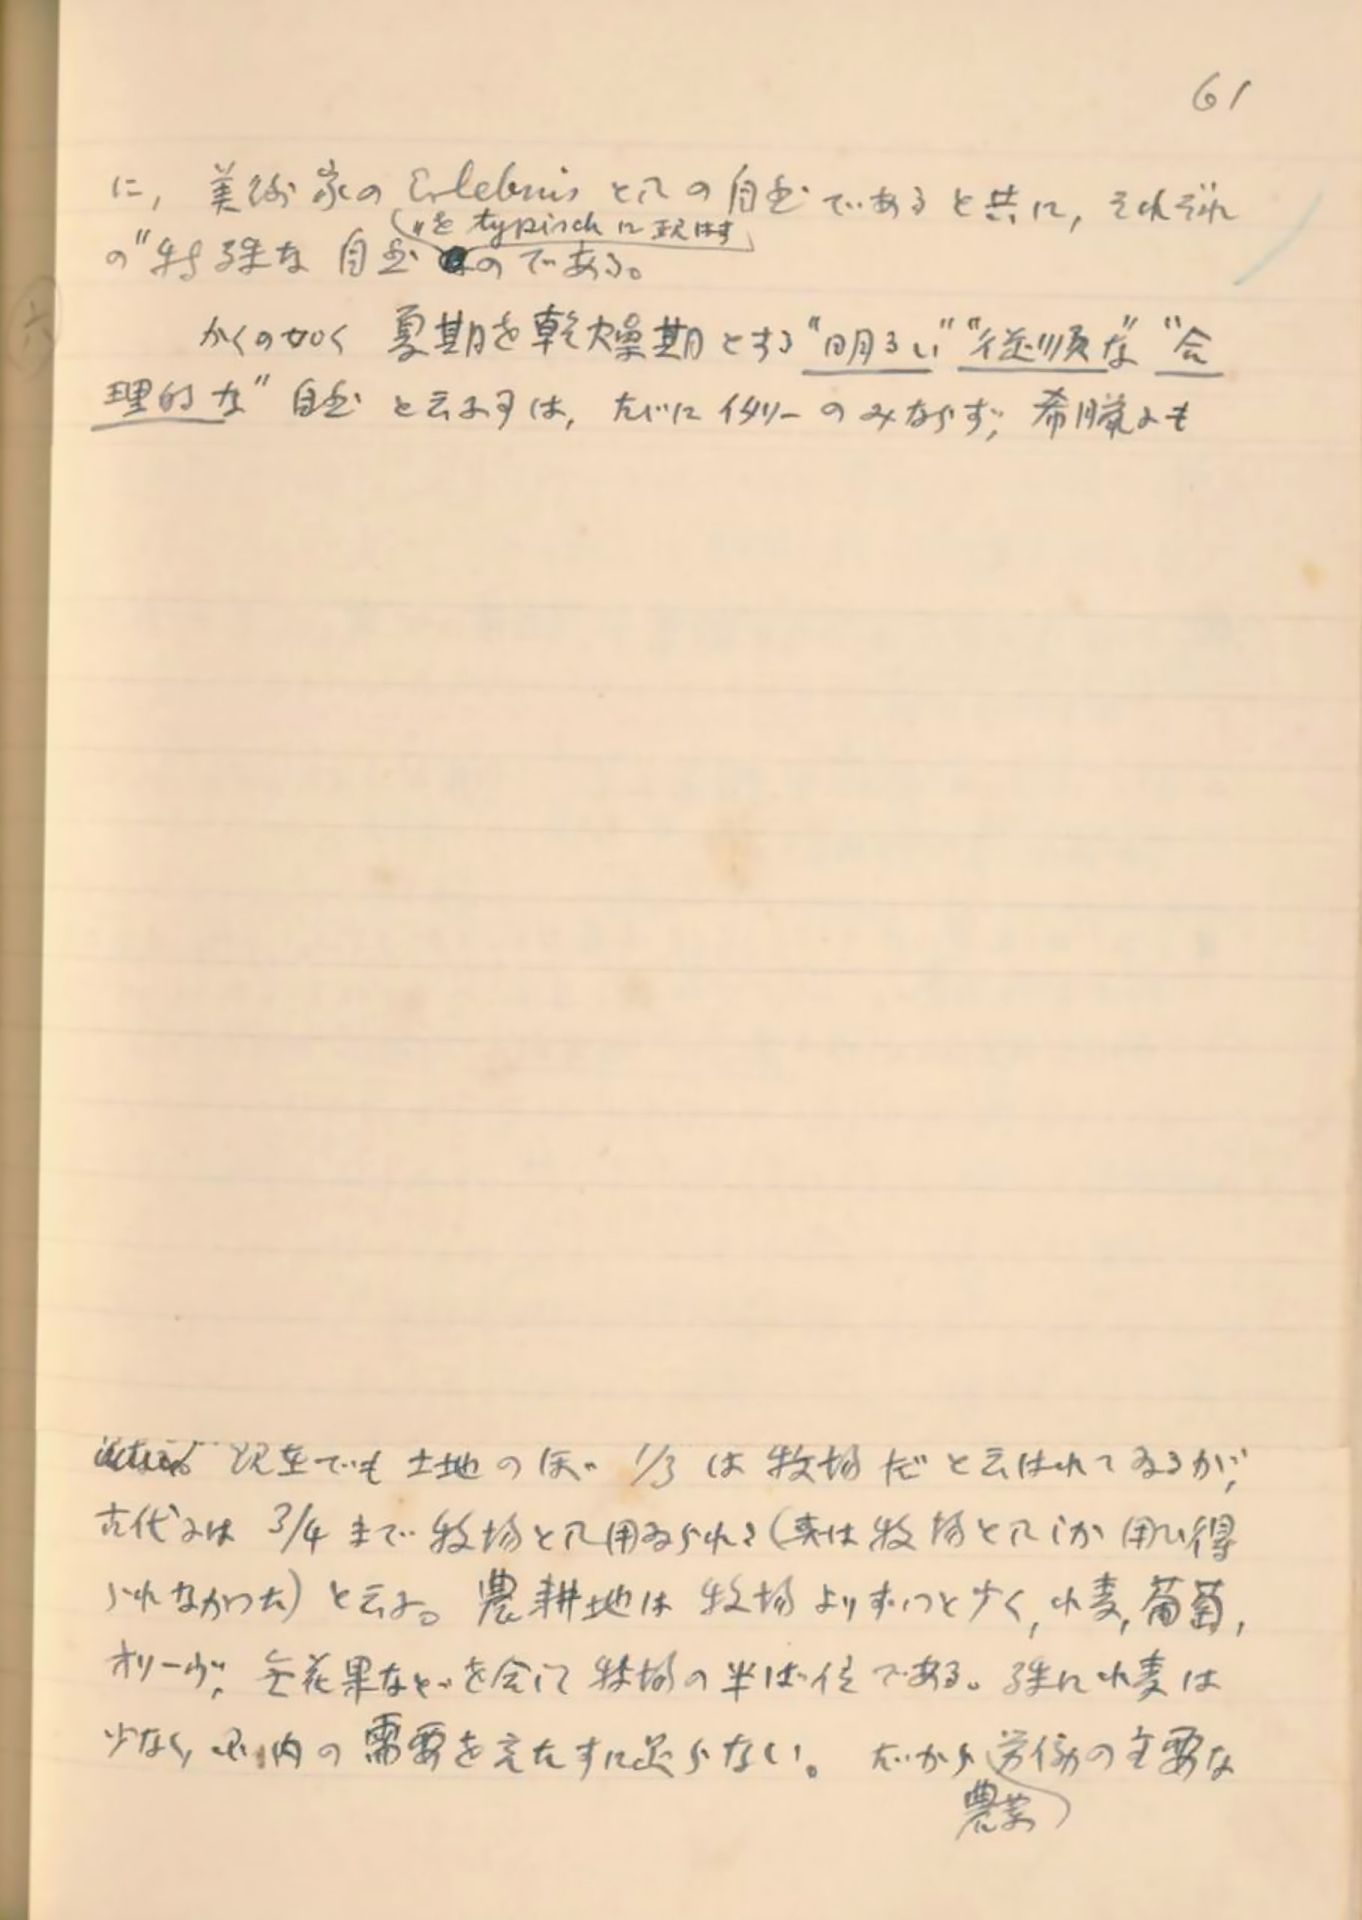 61
に, 美術家の Erlebnis としての自然であると共に, それぞれ
〃を typisch に現はす
の"特殊な 自然 のである。
六
かくの如く 夏期を乾燥期とする "明るい" "従順な" "合
理的な" 自然 と云ふ事は, たゞに イタリーのみならず, 希臘にも
現在でも 土地のほゞ 1/3 は 牧場だ と云はれてゐるが,
古代には 3/4 まで 牧場として用ゐられた (実は 牧場としてしか 用ひ得
られなかつた) と云ふ。 農耕地は 牧場よりずつと少く, 小麦, 葡萄,
オリーヴ, 無花果などを合して 牧場の半ば位である。 殊に小麦は
少なく, 国内の需要を充たすに足らない。 だから 労働の主要な
農業